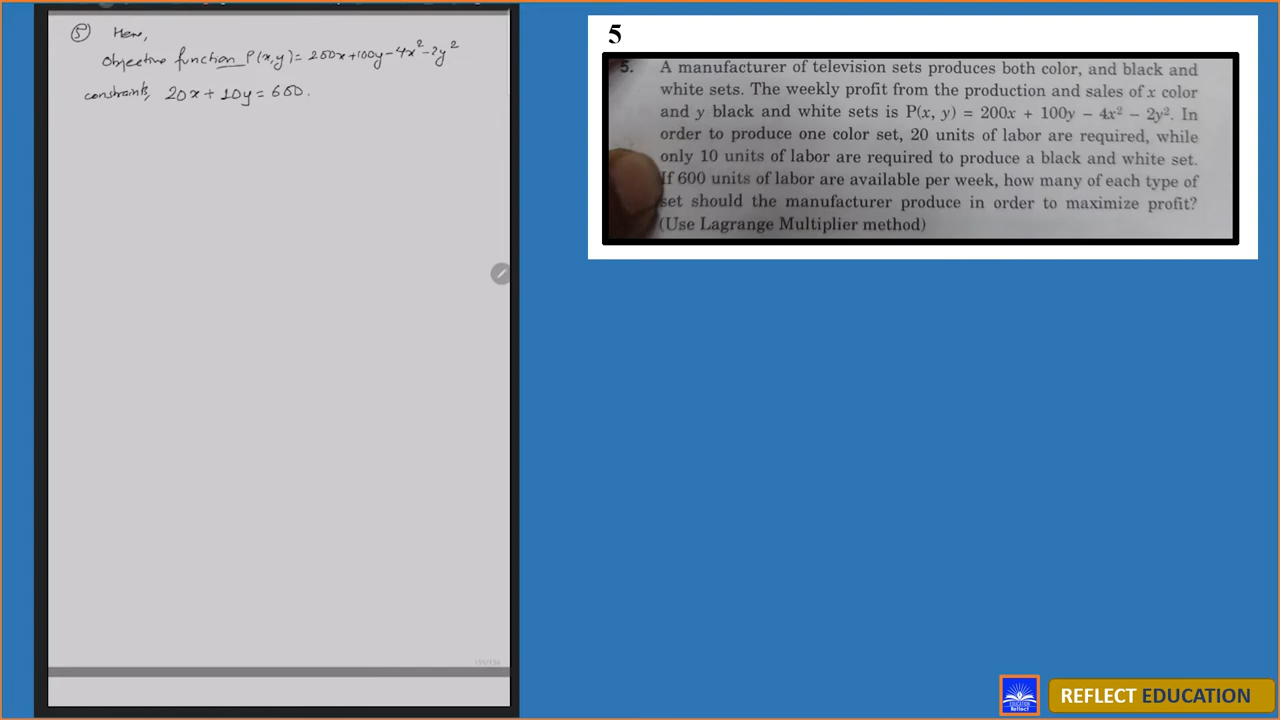 5 Here,
Objective function P(x,y)= 200x+100y-4x²-2y²
constraints, 20x+10y=600.
5
5. A manufacturer of television sets produces both color, and black and
white sets. The weekly profit from the production and sales of x color
and y black and white sets is P(x, y) = 200x + 100y − 4x² − 2y². In
order to produce one color set, 20 units of labor are required, while
only 10 units of labor are required to produce a black and white set.
If 600 units of labor are available per week, how many of each type of
set should the manufacturer produce in order to maximize profit?
(Use Lagrange Multiplier method)
REFLECT EDUCATION